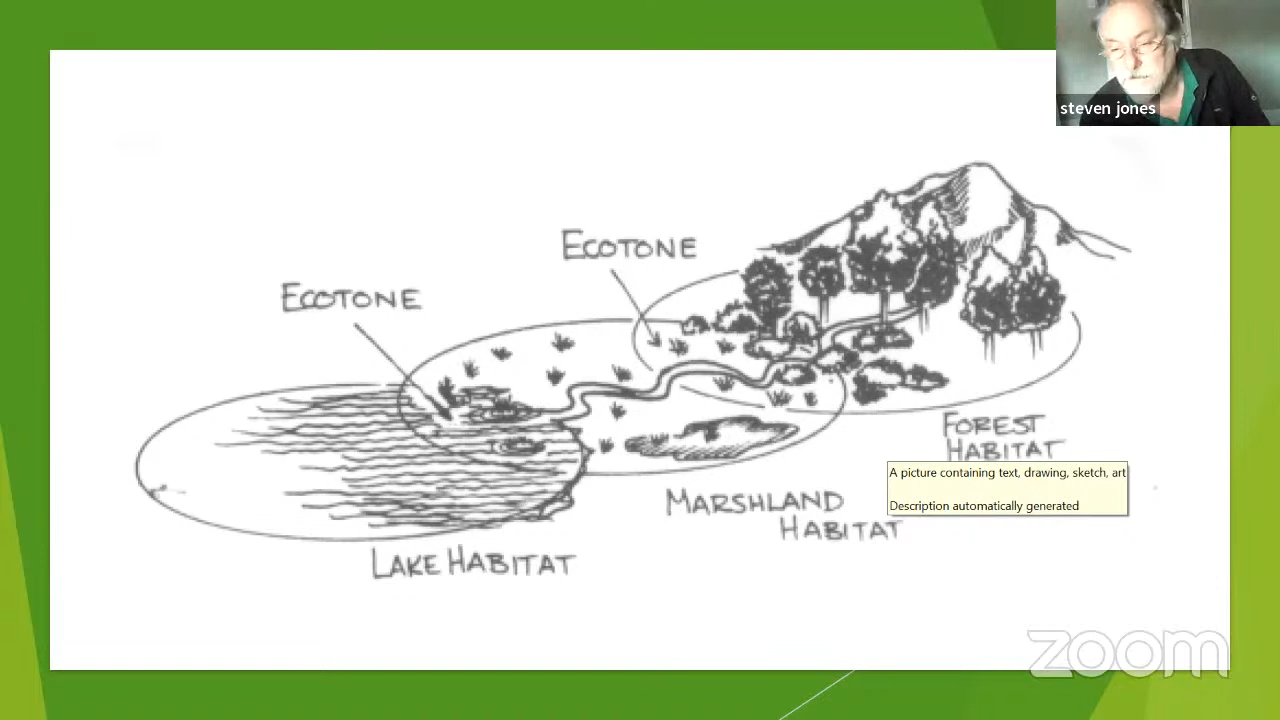 steven jones
ECOTONE
ECOTONE
FOREST
HABITAT
A picture containing text, drawing, sketch, art
Description automatically generated
MARSHLAND
HABITAT
LAKE HABITAT
zoom